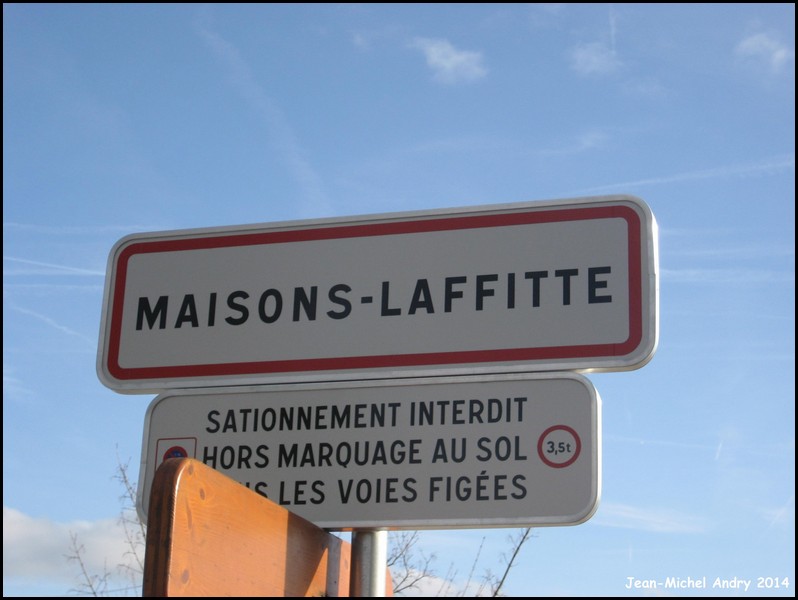 MAISONS-LAFFITTE
SATIONNEMENT INTERDIT
HORS MARQUAGE AU SOL
3,5t
LES VOIES FIGÉES
Jean-Michel Andry 2014